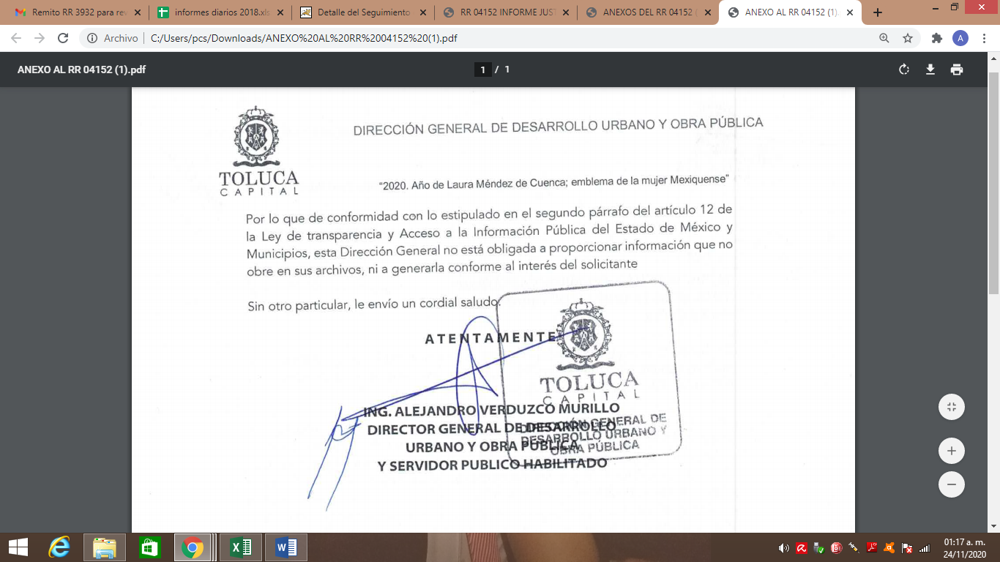 Remito RR 3932 para rev
informes diarios 2018.xls
Detalle del Seguimiento
RR 04152 INFORME JUST
ANEXOS DEL RR 04152 (
ANEXO AL RR 04152 (1).
Archivo
C:/Users/pcs/Downloads/ANEXO%20AL%20RR%2004152%20(1).pdf
A
ANEXO AL RR 04152 (1).pdf
1 / 1
DIRECCIÓN GENERAL DE DESARROLLO URBANO Y OBRA PÚBLICA
TOLUCA
CAPITAL
“2020. Año de Laura Méndez de Cuenca; emblema de la mujer Mexiquense”
Por lo que de conformidad con lo estipulado en el segundo párrafo del artículo 12 de
la Ley de transparencia y Acceso a la Información Pública del Estado de México y
Municipios, esta Dirección General no está obligada a proporcionar información que no
obre en sus archivos, ni a generarla conforme al interés del solicitante
Sin otro particular, le envío un cordial saludo.
ATENTAMENTE
TOLUCA
CAPITAL
ING. ALEJANDRO VERDUZCO MURILLO
DIRECTOR GENERAL DE DESARROLLO
URBANO Y OBRA PÚBLICA
Y SERVIDOR PUBLICO HABILITADO
DIRECCIÓN GENERAL DE
DESARROLLO URBANO Y
OBRA PÚBLICA
01:17 a. m.
24/11/2020